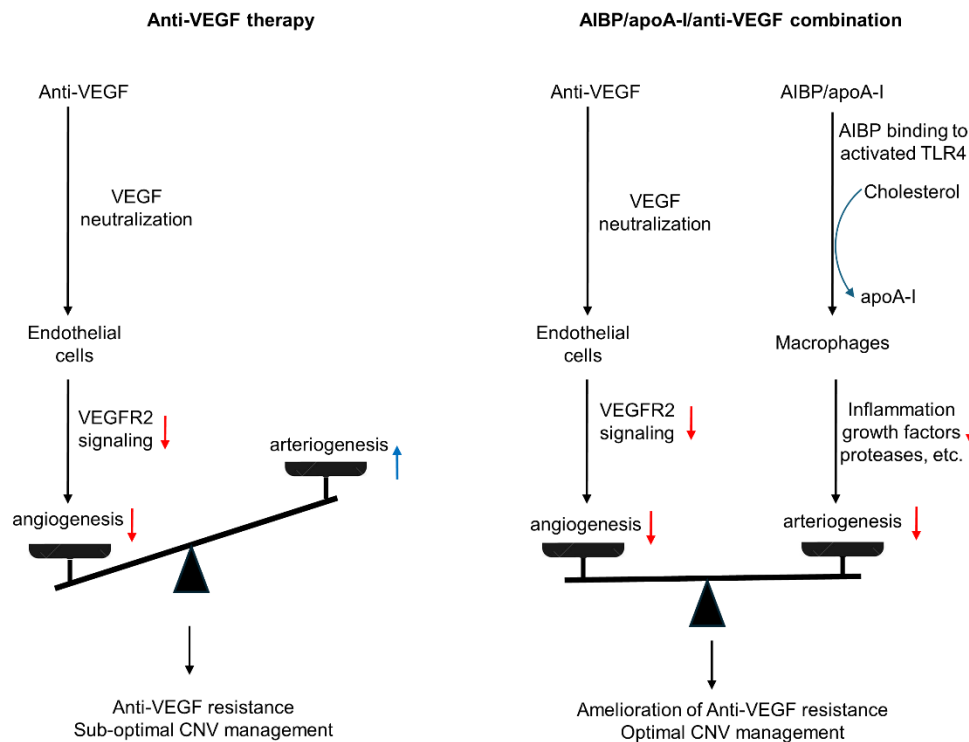 Anti-VEGF therapy
Anti-VEGF
VEGF
neutralization
Endothelial
cells
VEGFR2
signaling
arteriogenesis
angiogenesis
Anti-VEGF resistance
Sub-optimal CNV management
AIBP/apoA-I/anti-VEGF combination
Anti-VEGF
AIBP/apoA-I
AIBP binding to
activated TLR4
VEGF
neutralization
Cholesterol
apoA-I
Endothelial
cells
Macrophages
VEGFR2
signaling
Inflammation
growth factors
proteases, etc.
angiogenesis
arteriogenesis
Amelioration of Anti-VEGF resistance
Optimal CNV management